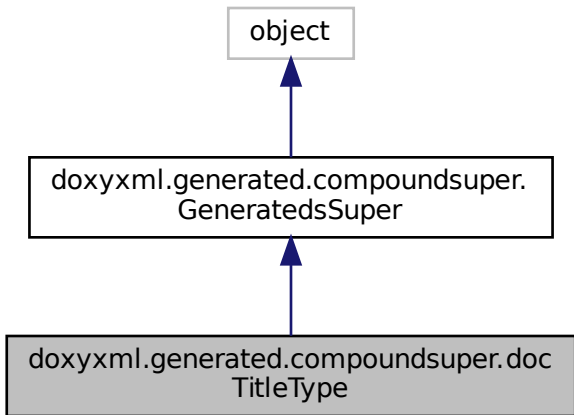 object
doxyxml.generated.compoundsuper.
GeneratedsSuper
doxyxml.generated.compoundsuper.doc
TitleType